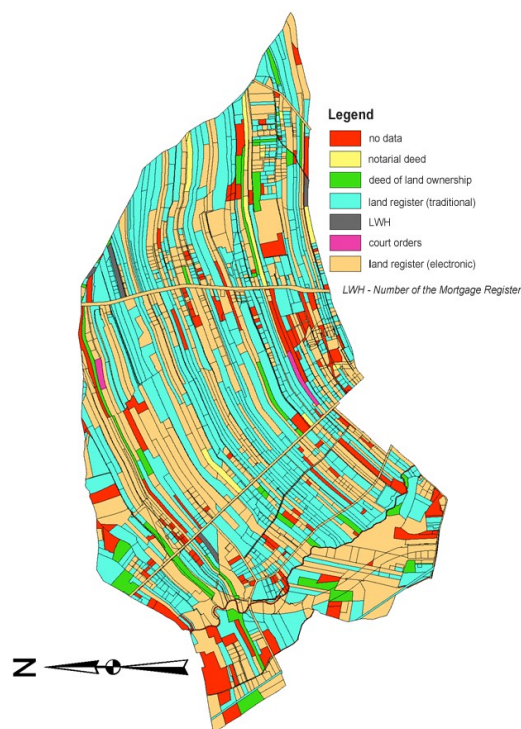 Legend
no data
notarial deed
deed of land ownership
land register (traditional)
LWH
court orders
land register (electronic)
LWH - Number of the Mortgage Register
N